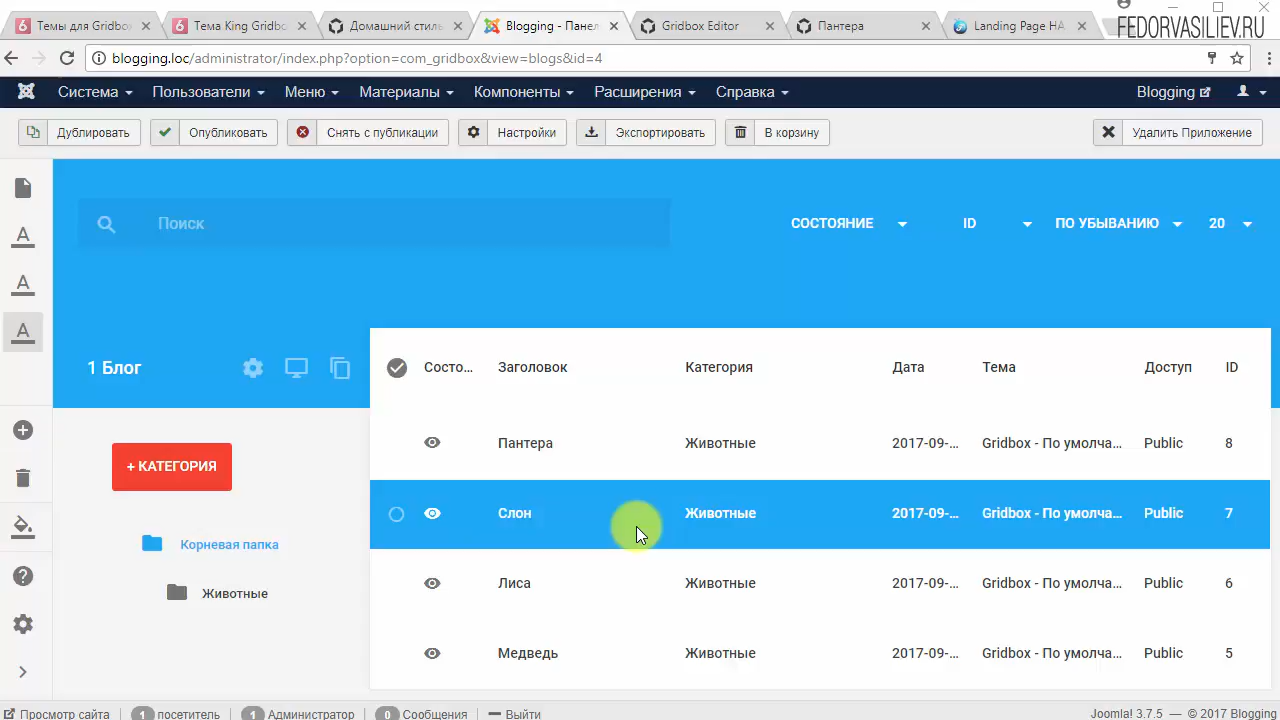 Темы для Gridbo
Тема King Gridbo
Домашний стиль
Blogging - Панел
Gridbox Editor
Пантера
Landing Page HA
FEDORVASILIEV.RU
blogging.loc/administrator/index.php?option=com_gridbox&view=blogs&id=4
Система Пользователи Меню Материалы Компоненты Расширения Справка Blogging
Дублировать Опубликовать Снять с публикации Настройки Экспортировать В корзину Удалить Приложение
Поиск СОСТОЯНИЕ ID ПО УБЫВАНИЮ 20
1 Блог
Состо... Заголовок Категория Дата Тема Доступ ID
Пантера Животные 2017-09-... Gridbox - По умолча... Public 8
+ КАТЕГОРИЯ
Слон Животные 2017-09-... Gridbox - По умолча... Public 7
Корневая папка
Лиса Животные 2017-09-... Gridbox - По умолча... Public 6
Животные
Медведь Животные 2017-09-... Gridbox - По умолча... Public 5
Просмотр сайта 1 посетитель 1 Администратор 0 Сообщения Выйти Joomla! 3.7.5 — © 2017 Blogging